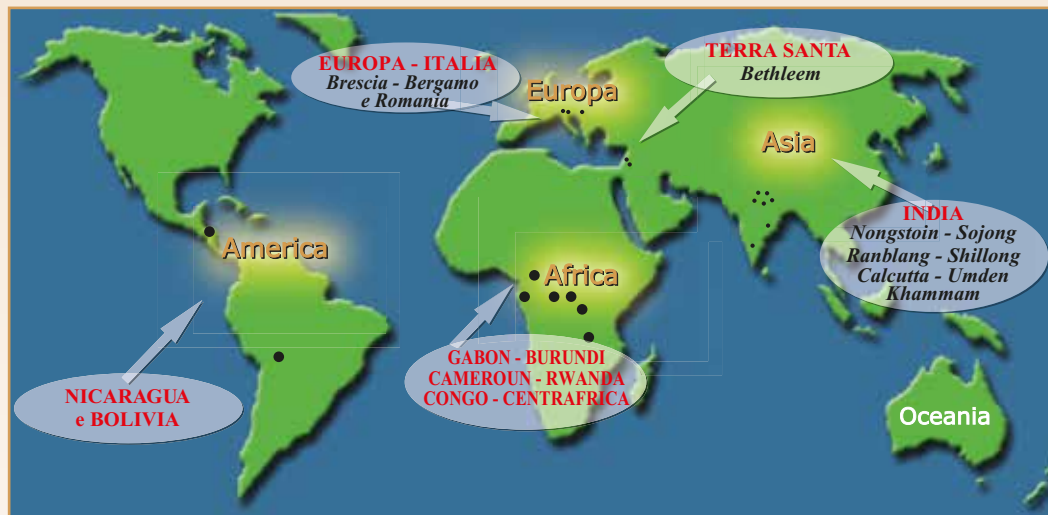 EUROPA - ITALIA
Brescia - Bergamo
e Romania
TERRA SANTA
Bethleem
Europa
Asia
INDIA
Nongstoin - Sojong
Ranblang - Shillong
Calcutta - Umden
Khammam
America
Africa
GABON - BURUNDI
CAMEROUN - RWANDA
CONGO - CENTRAFRICA
NICARAGUA
e BOLIVIA
Oceania